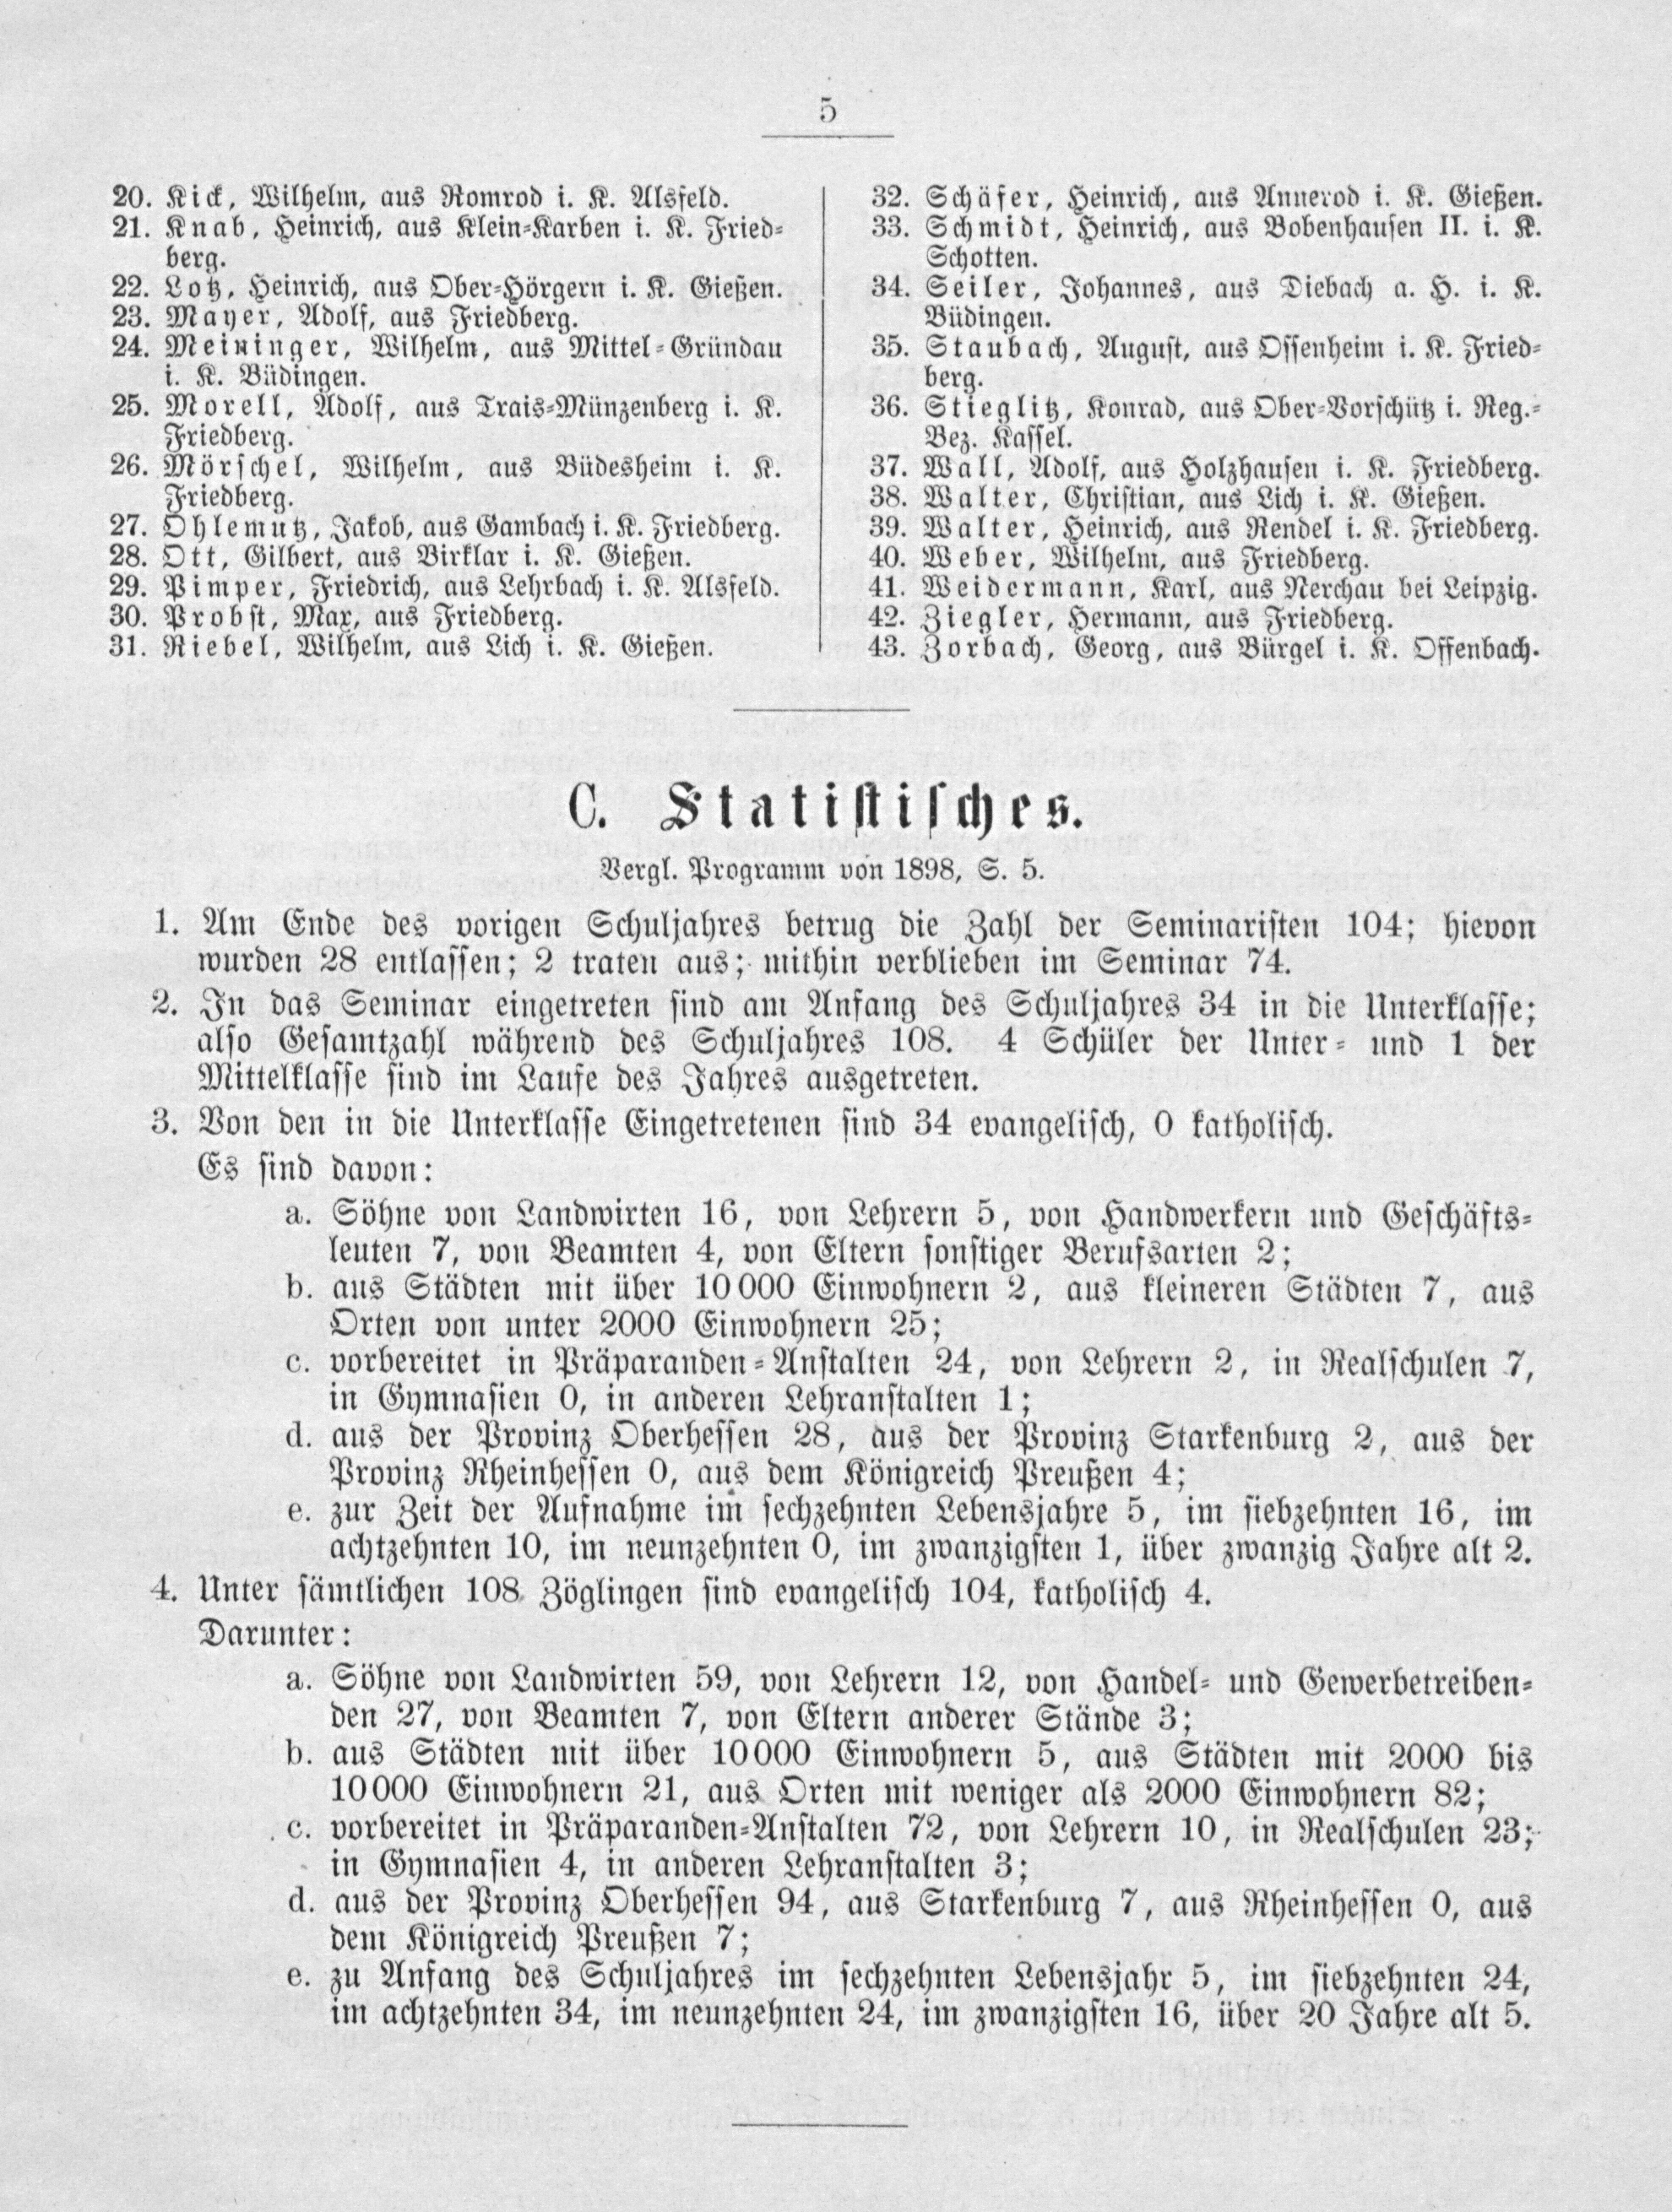 5
20. Kick, Wilhelm, aus Romrod i. K. Alsfeld.
21. Knab, Heinrich, aus Klein-Karben i. K. Fried-
berg.
22. Lotz, Heinrich, aus Ober-Hörgern i. K. Gießen.
23. Mayer, Adolf, aus Friedberg.
24. Meininger, Wilhelm, aus Mittel-Gründau
i. K. Büdingen.
25. Morell, Adolf, aus Trais-Münzenberg i. K.
Friedberg.
26. Mörschel, Wilhelm, aus Büdesheim i. K.
Friedberg.
27. Ohlemutz, Jakob, aus Gambach i. K. Friedberg.
28. Ott, Gilbert, aus Birklar i. K. Gießen.
29. Pimper, Friedrich, aus Lehrbach i. K. Alsfeld.
30. Probst, Max, aus Friedberg.
31. Riebel, Wilhelm, aus Lich i. K. Gießen.
32. Schäfer, Heinrich, aus Annerod i. K. Gießen.
33. Schmidt, Heinrich, aus Bobenhausen II. i. K.
Schotten.
34. Seiler, Johannes, aus Diebach a. H. i. K.
Büdingen.
35. Staubach, August, aus Ossenheim i. K. Fried-
berg.
36. Stieglitz, Konrad, aus Ober-Vorschütz i. Reg.-
Bez. Kassel.
37. Wall, Adolf, aus Holzhausen i. K. Friedberg.
38. Walter, Christian, aus Lich i. K. Gießen.
39. Walter, Heinrich, aus Rendel i. K. Friedberg.
40. Weber, Wilhelm, aus Friedberg.
41. Weidermann, Karl, aus Nerchau bei Leipzig.
42. Ziegler, Hermann, aus Friedberg.
43. Zorbach, Georg, aus Bürgel i. K. Offenbach.
C. Statistisches.
Vergl. Programm von 1898, S. 5.
1. Am Ende des vorigen Schuljahres betrug die Zahl der Seminaristen 104; hievon
wurden 28 entlassen; 2 traten aus; mithin verblieben im Seminar 74.
2. In das Seminar eingetreten sind am Anfang des Schuljahres 34 in die Unterklasse;
also Gesamtzahl während des Schuljahres 108. 4 Schüler der Unter- und 1 der
Mittelklasse sind im Laufe des Jahres ausgetreten.
3. Von den in die Unterklasse Eingetretenen sind 34 evangelisch, 0 katholisch.
Es sind davon:
a. Söhne von Landwirten 16, von Lehrern 5, von Handwerkern und Geschäfts-
leuten 7, von Beamten 4, von Eltern sonstiger Berufsarten 2;
b. aus Städten mit über 10 000 Einwohnern 2, aus kleineren Städten 7, aus
Orten von unter 2000 Einwohnern 25;
c. vorbereitet in Präparanden-Anstalten 24, von Lehrern 2, in Realschulen 7,
in Gymnasien 0, in anderen Lehranstalten 1;
d. aus der Provinz Oberhessen 28, aus der Provinz Starkenburg 2, aus der
Provinz Rheinhessen 0, aus dem Königreich Preußen 4;
e. zur Zeit der Aufnahme im sechzehnten Lebensjahre 5, im siebzehnten 16, im
achtzehnten 10, im neunzehnten 0, im zwanzigsten 1, über zwanzig Jahre alt 2.
4. Unter sämtlichen 108 Zöglingen sind evangelisch 104, katholisch 4.
Darunter:
a. Söhne von Landwirten 59, von Lehrern 12, von Handel- und Gewerbetreiben-
den 27, von Beamten 7, von Eltern anderer Stände 3;
b. aus Städten mit über 10 000 Einwohnern 5, aus Städten mit 2000 bis
10 000 Einwohnern 21, aus Orten mit weniger als 2000 Einwohnern 82;
c. vorbereitet in Präparanden-Anstalten 72, von Lehrern 10, in Realschulen 23;
in Gymnasien 4, in anderen Lehranstalten 3;
d. aus der Provinz Oberhessen 94, aus Starkenburg 7, aus Rheinhessen 0, aus
dem Königreich Preußen 7;
e. zu Anfang des Schuljahres im sechzehnten Lebensjahr 5, im siebzehnten 24,
im achtzehnten 34, im neunzehnten 24, im zwanzigsten 16, über 20 Jahre alt 5.